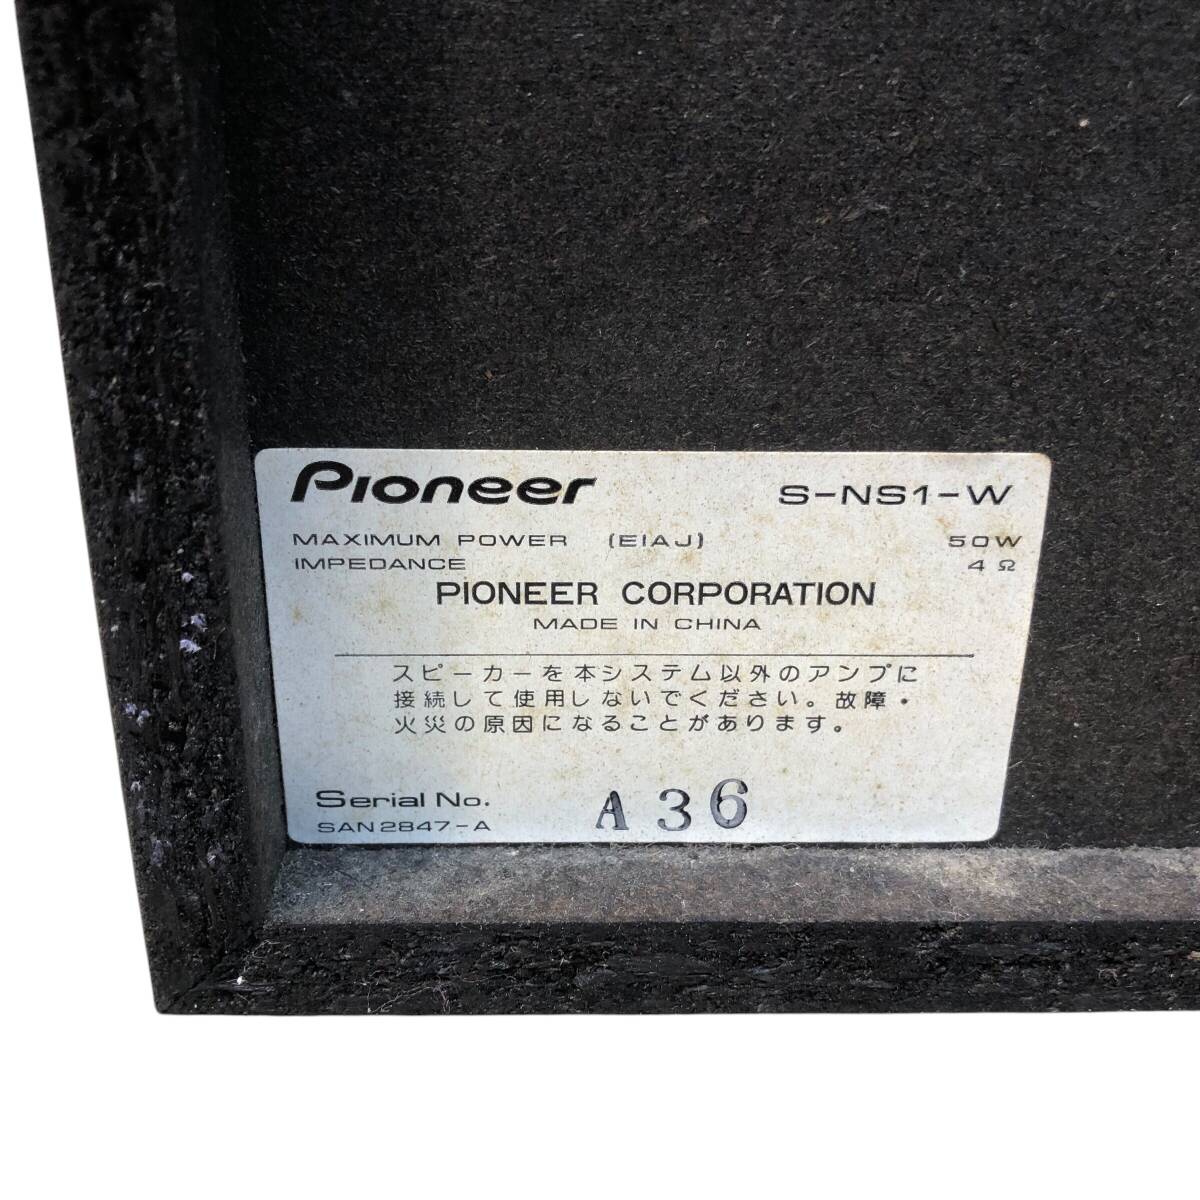 Pioneer S-NS1-W
MAXIMUM POWER (EIAJ) 50W
IMPEDANCE 4Ω
PIONEER CORPORATION
MADE IN CHINA
スピーカーを本システム以外のアンプに
接続して使用しないでください。故障・
火災の原因になることがあります。
Serial No. A36
SAN2847-A